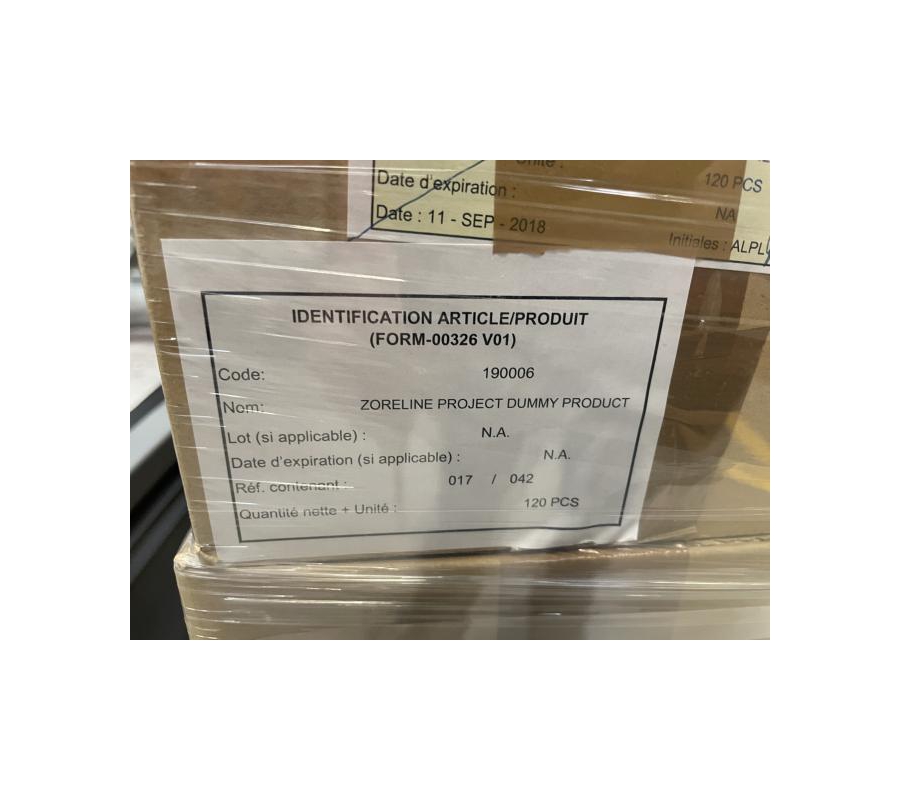 Unité :
120 PCS
Date d'expiration :
NA
Date : 11 - SEP - 2018
Initiales : ALPL
IDENTIFICATION ARTICLE/PRODUIT
(FORM-00326 V01)
Code: 190006
Nom: ZORELINE PROJECT DUMMY PRODUCT
Lot (si applicable) : N.A.
Date d'expiration (si applicable) : N.A.
Réf. contenant : 017 / 042
Quantité nette + Unité : 120 PCS